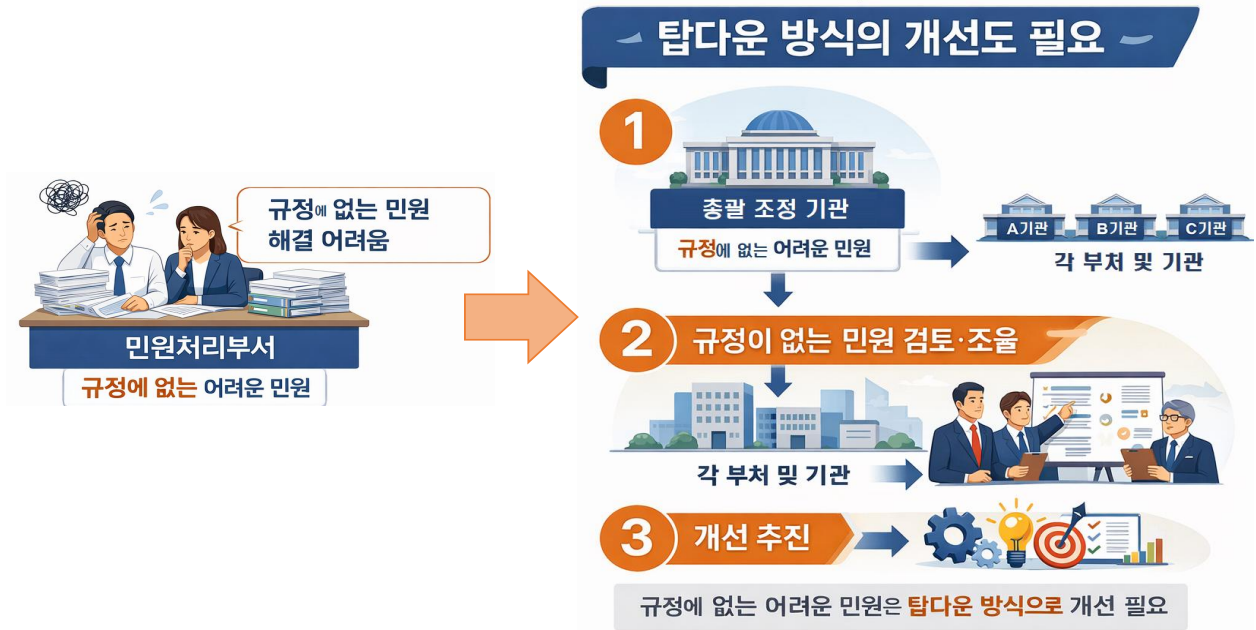 규정에 없는 민원
해결 어려움
민원처리부서
규정에 없는 어려운 민원
탑다운 방식의 개선도 필요
1
총괄 조정 기관
규정에 없는 어려운 민원
A기관
B기관
C기관
각 부처 및 기관
2
규정이 없는 민원 검토·조율
각 부처 및 기관
3
개선 추진
규정에 없는 어려운 민원은 탑다운 방식으로 개선 필요